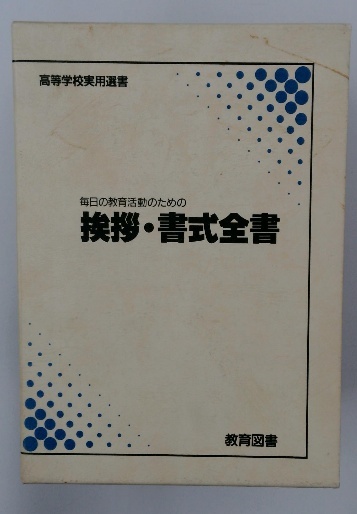 高等学校実用選書
毎日の教育活動のための
挨拶・書式全書
教育図書